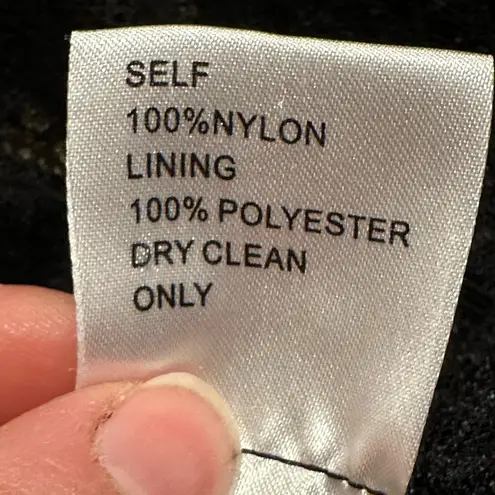 SELF
100%NYLON
LINING
100% POLYESTER
DRY CLEAN
ONLY